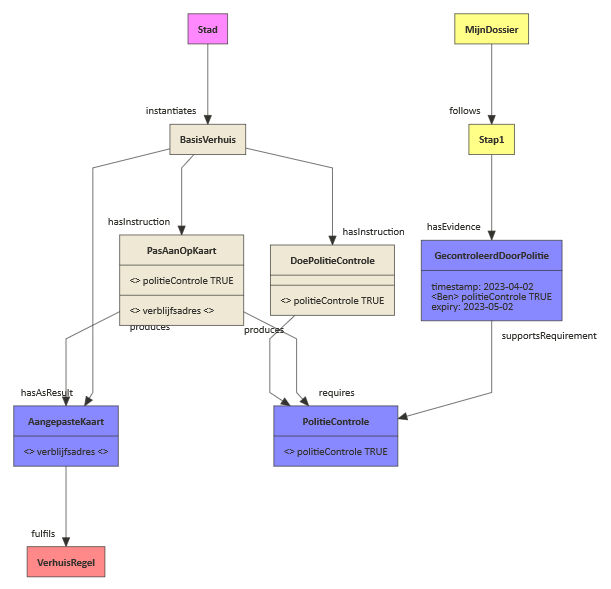 Stad
MijnDossier
instantiates
follows
BasisVerhuis
Stap1
hasInstruction
hasInstruction
hasEvidence
PasAanOpKaart
<> politieControle TRUE
<> verblijfsadres <>
DoePolitieControle
<> politieControle TRUE
GecontroleerdDoorPolitie
timestamp: 2023-04-02
<Ben> politieControle TRUE
expiry: 2023-05-02
produces
produces
supportsRequirement
hasAsResult
requires
AangepasteKaart
<> verblijfsadres <>
PolitieControle
<> politieControle TRUE
fulfils
VerhuisRegel